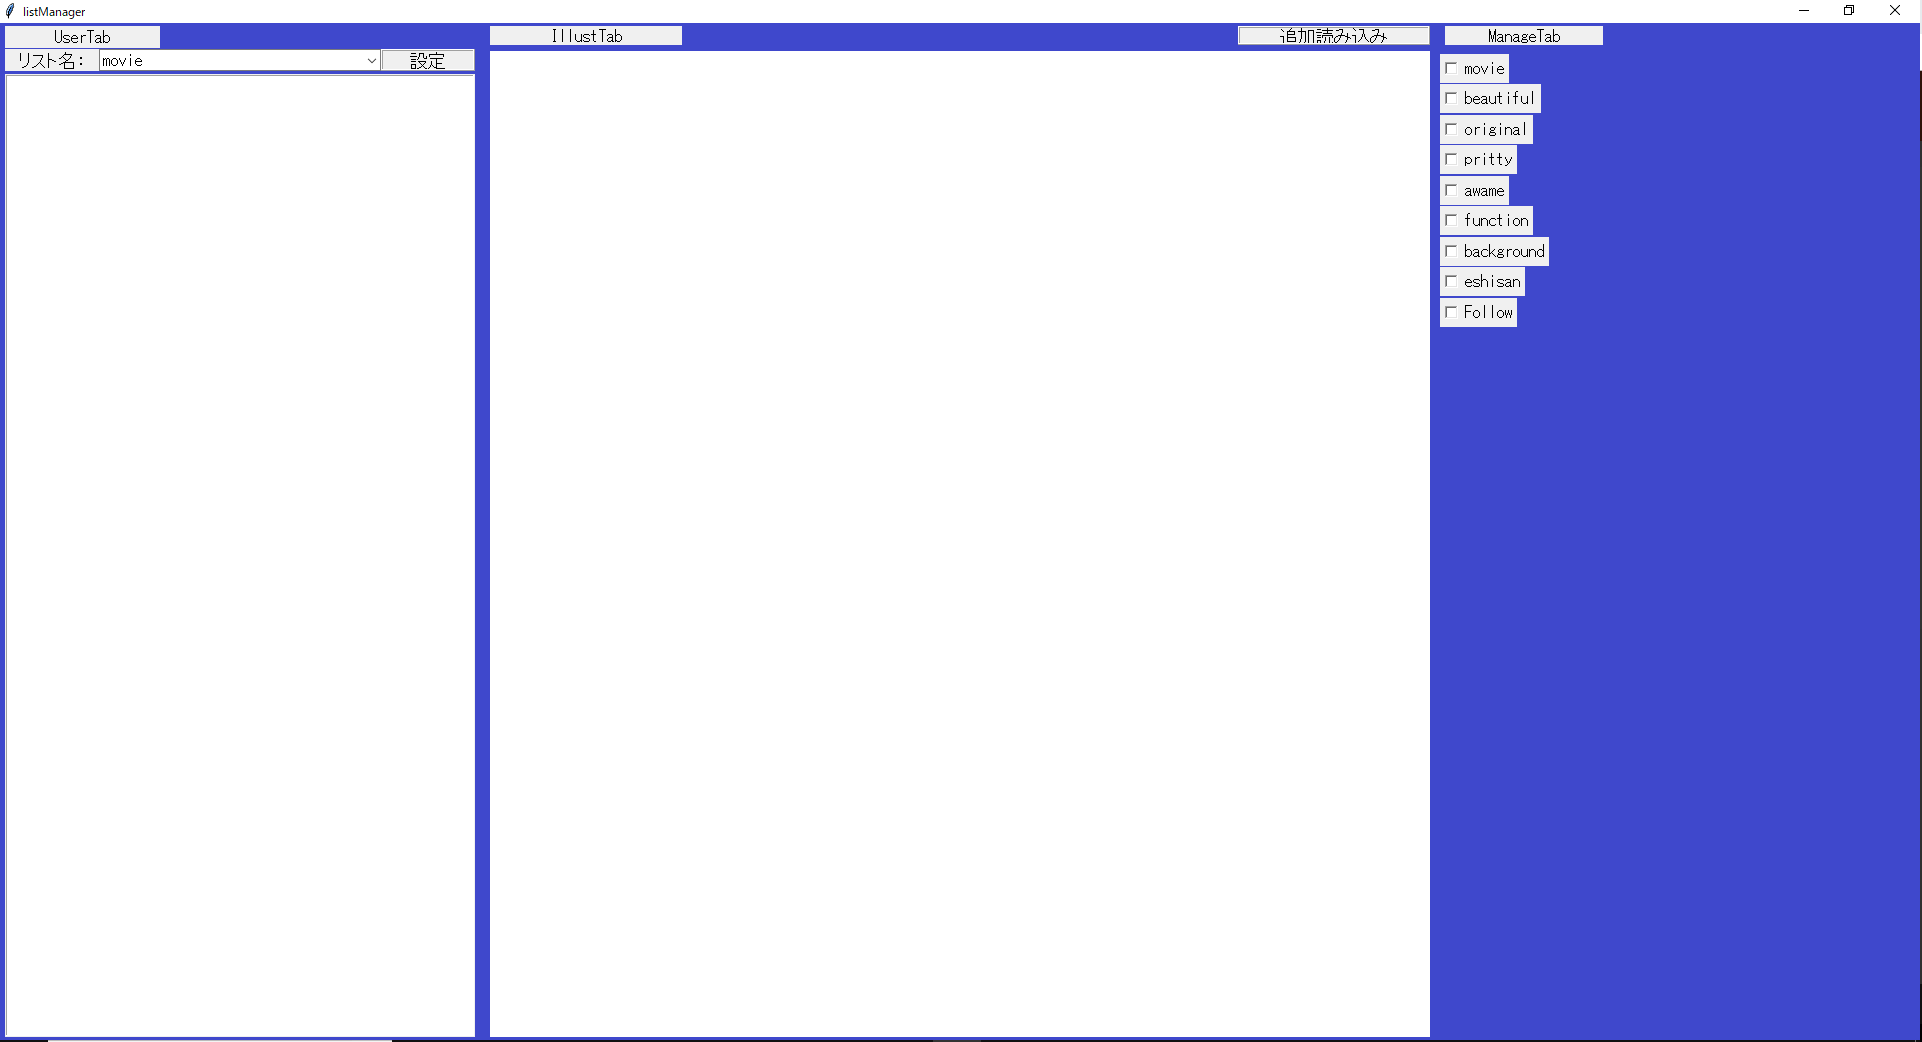 listManager
UserTab
リスト名：
movie
設定
IllustTab
追加読み込み
ManageTab
movie
beautiful
original
pritty
awame
function
background
eshisan
Follow